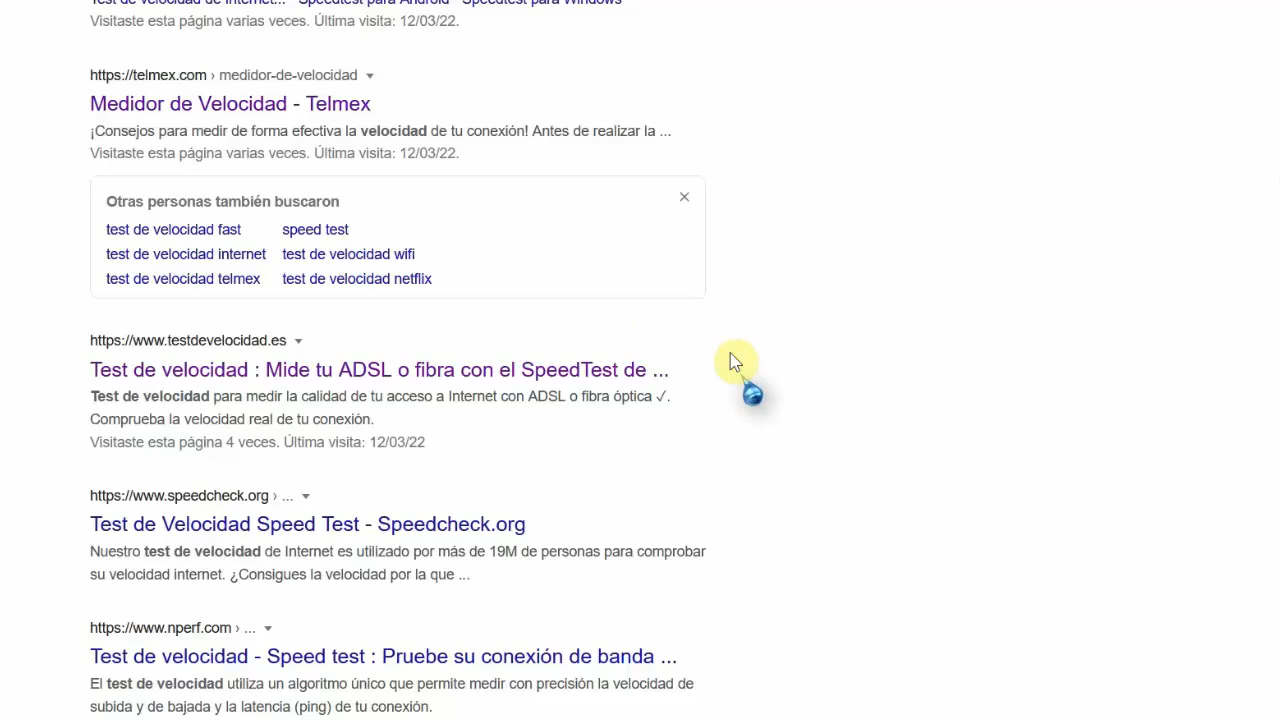 Test de velocidad de Internet... · Speedtest para Android · Speedtest para Windows
Visitaste esta página varias veces. Última visita: 12/03/22.
https://telmex.com › medidor-de-velocidad
Medidor de Velocidad - Telmex
¡Consejos para medir de forma efectiva la velocidad de tu conexión! Antes de realizar la ...
Visitaste esta página varias veces. Última visita: 12/03/22.
Otras personas también buscaron
test de velocidad fast speed test
test de velocidad internet test de velocidad wifi
test de velocidad telmex test de velocidad netflix
https://www.testdevelocidad.es
Test de velocidad : Mide tu ADSL o fibra con el SpeedTest de ...
Test de velocidad para medir la calidad de tu acceso a Internet con ADSL o fibra óptica ✓.
Comprueba la velocidad real de tu conexión.
Visitaste esta página 4 veces. Última visita: 12/03/22
https://www.speedcheck.org › ...
Test de Velocidad Speed Test - Speedcheck.org
Nuestro test de velocidad de Internet es utilizado por más de 19M de personas para comprobar
su velocidad internet. ¿Consigues la velocidad por la que ...
https://www.nperf.com › ...
Test de velocidad - Speed test : Pruebe su conexión de banda ...
El test de velocidad utiliza un algoritmo único que permite medir con precisión la velocidad de
subida y de bajada y la latencia (ping) de tu conexión.